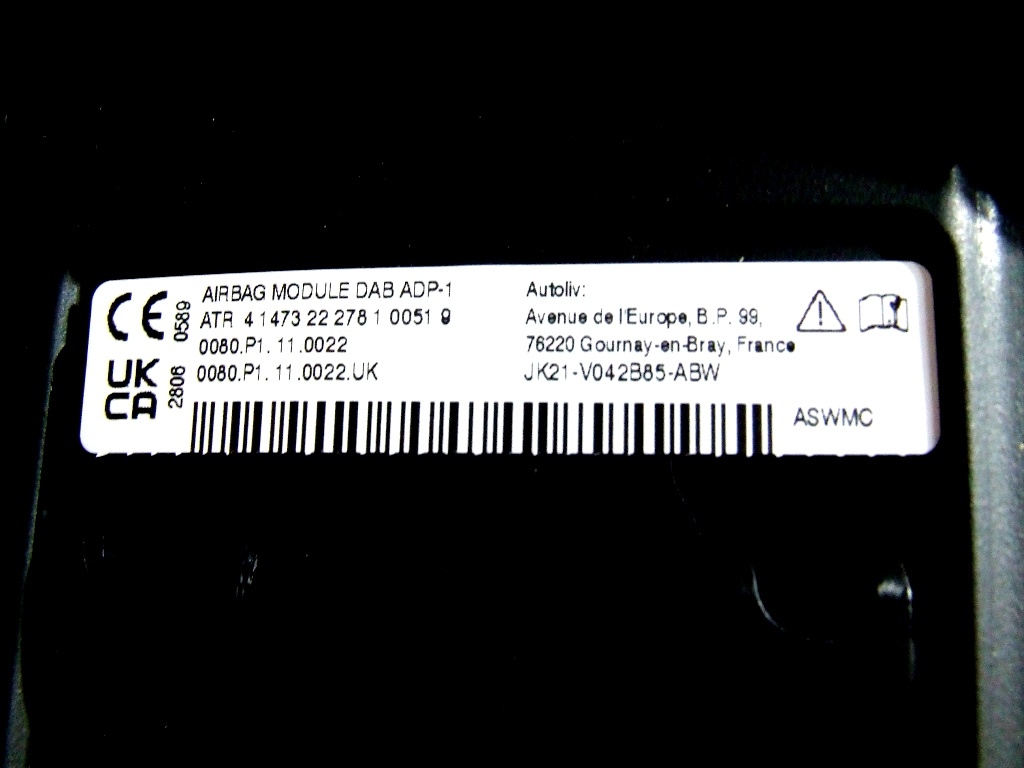 CE 0589
UK
CA 2806
AIRBAG MODULE DAB ADP-1
ATR 4 1473 22 278 1 0051 9
0080.P1. 11.0022
0080.P1. 11.0022.UK
Autoliv:
Avenue de l'Europe, B.P. 99,
76220 Gournay-en-Bray, France
JK21-V042B85-ABW
ASWMC